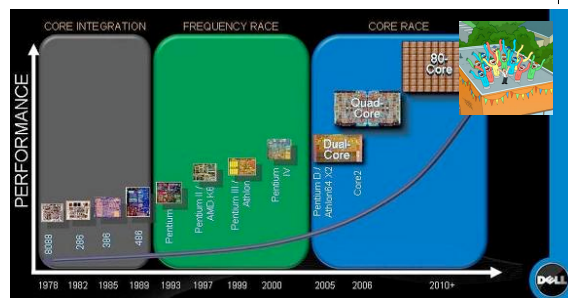 CORE INTEGRATION
FREQUENCY RACE
CORE RACE
PERFORMANCE
80-
Core
Quad-
Core
Dual-
Core
8088
286
386
486
Pentium
Pentium II /
AMD K6
Pentium III /
Athlon
Pentium
IV
Pentium D /
Athlon64 X2
Core2
1978
1982
1985
1989
1993
1997
1999
2000
2005
2006
2010+
DELL